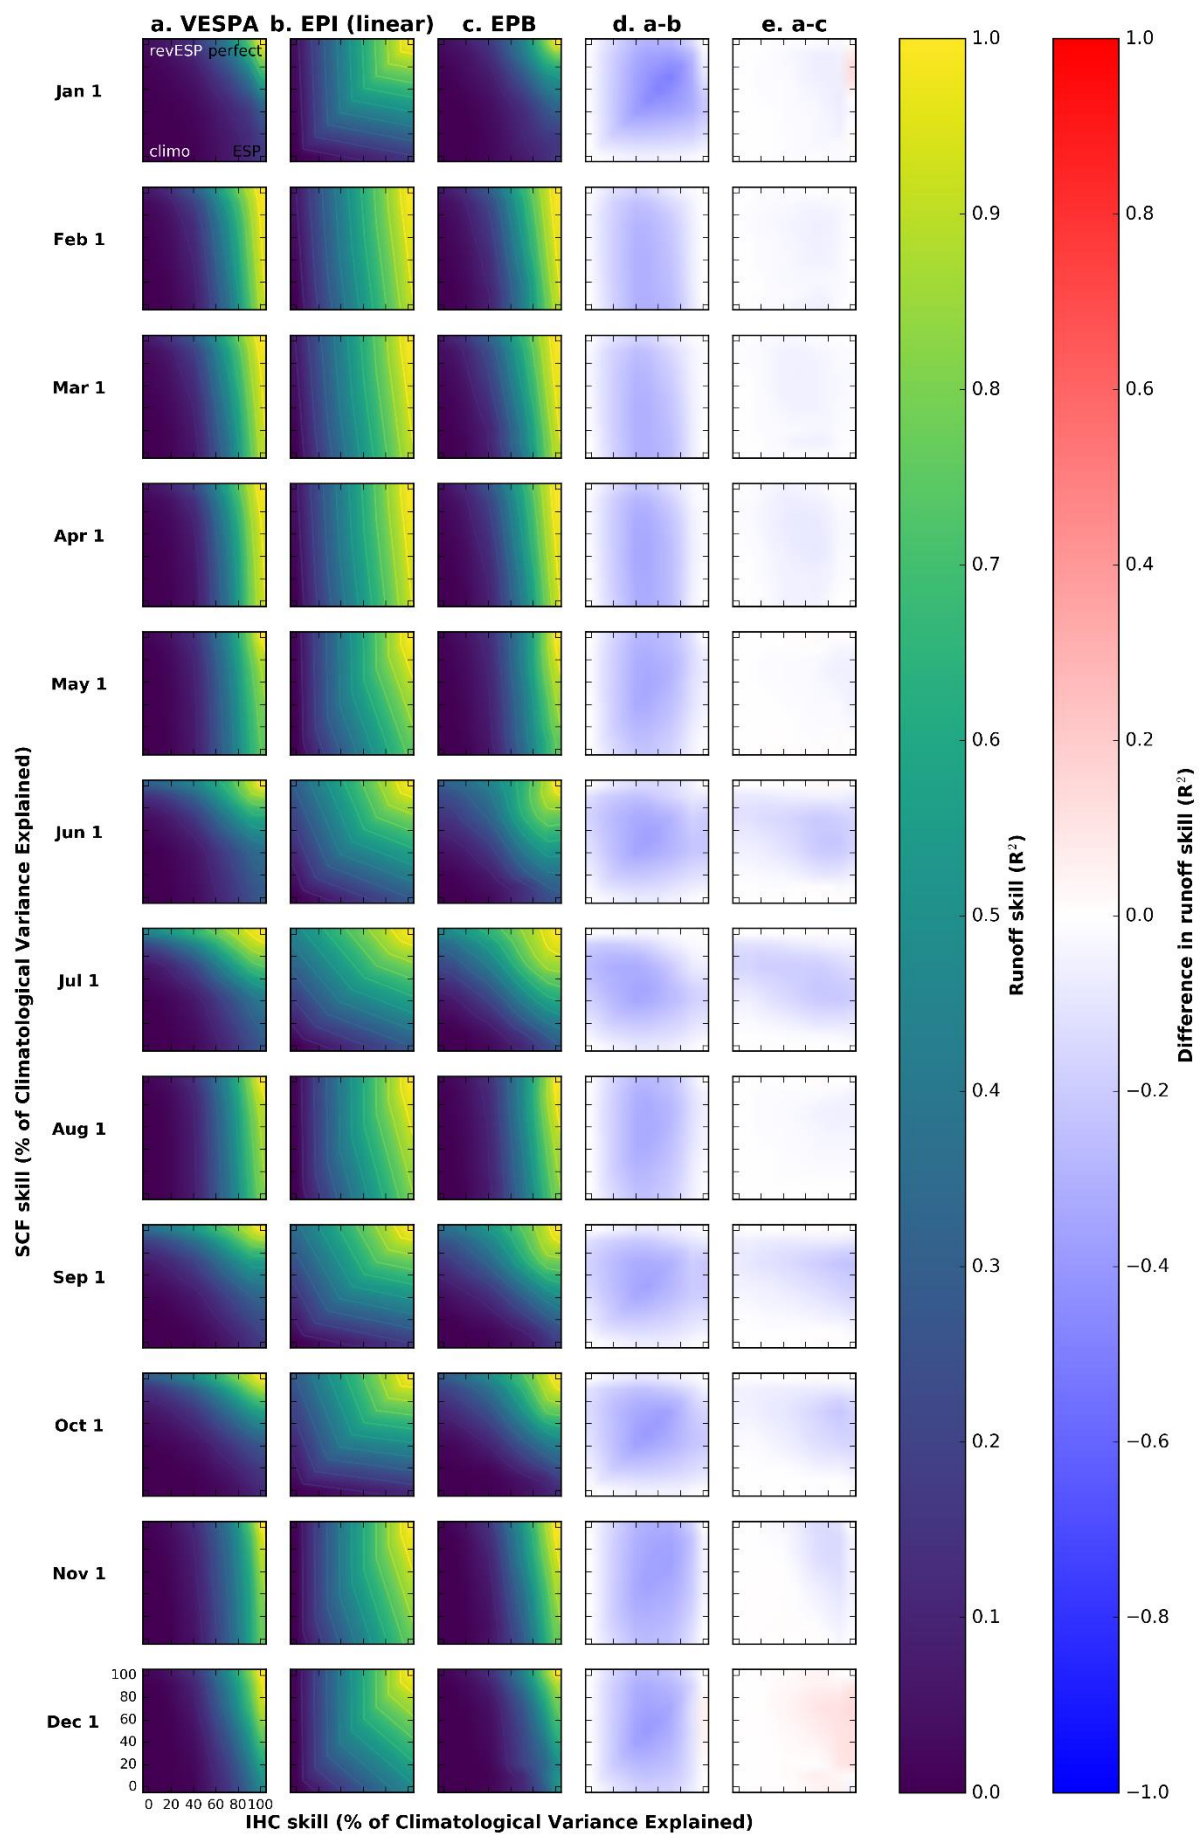 a. VESPA b. EPI (linear) c. EPB d. a-b e. a-c
revESP perfect
climo ESP
Jan 1
Feb 1
Mar 1
Apr 1
May 1
Jun 1
Jul 1
Aug 1
Sep 1
Oct 1
Nov 1
Dec 1
100
80
60
40
20
0
0 20 40 60 80 100
SCF skill (% of Climatological Variance Explained)
IHC skill (% of Climatological Variance Explained)
1.0
0.9
0.8
0.7
0.6
0.5
0.4
0.3
0.2
0.1
0.0
Runoff skill (R²)
1.0
0.8
0.6
0.4
0.2
0.0
−0.2
−0.4
−0.6
−0.8
−1.0
Difference in runoff skill (R²)